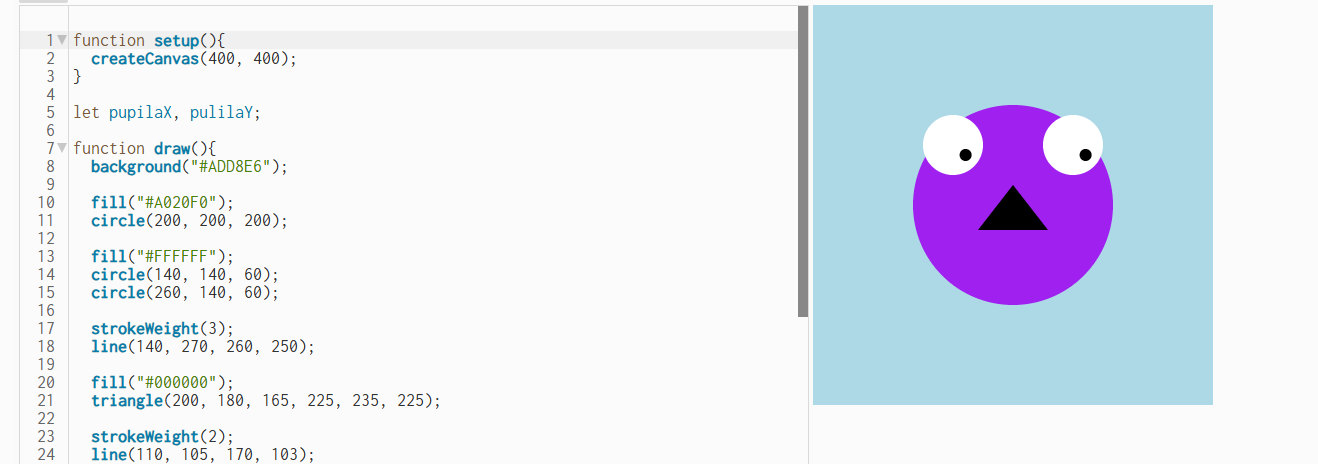 1 function setup(){
2 createCanvas(400, 400);
3 }
4
5 let pupilaX, pulilaY;
6
7 function draw(){
8 background("#ADD8E6");
9
10 fill("#A020F0");
11 circle(200, 200, 200);
12
13 fill("#FFFFFF");
14 circle(140, 140, 60);
15 circle(260, 140, 60);
16
17 strokeWeight(3);
18 line(140, 270, 260, 250);
19
20 fill("#000000");
21 triangle(200, 180, 165, 225, 235, 225);
22
23 strokeWeight(2);
24 line(110, 105, 170, 103);